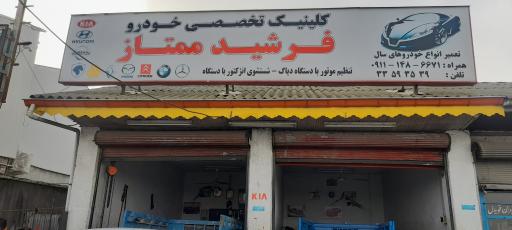 کلینیک تخصصی خودرو
فرشید ممتاز
تنظیم موتور با دستگاه دیاگ - شستشوی انژکتور با دستگاه
تعمیر انواع خودروهای سال
همراه : ۶۶۷۱ - ۱۴۸ - ۰۹۱۱
تلفن : ۳۳ ۵۹ ۳۵ ۳۹
KIA
HYUNDAI
KIA